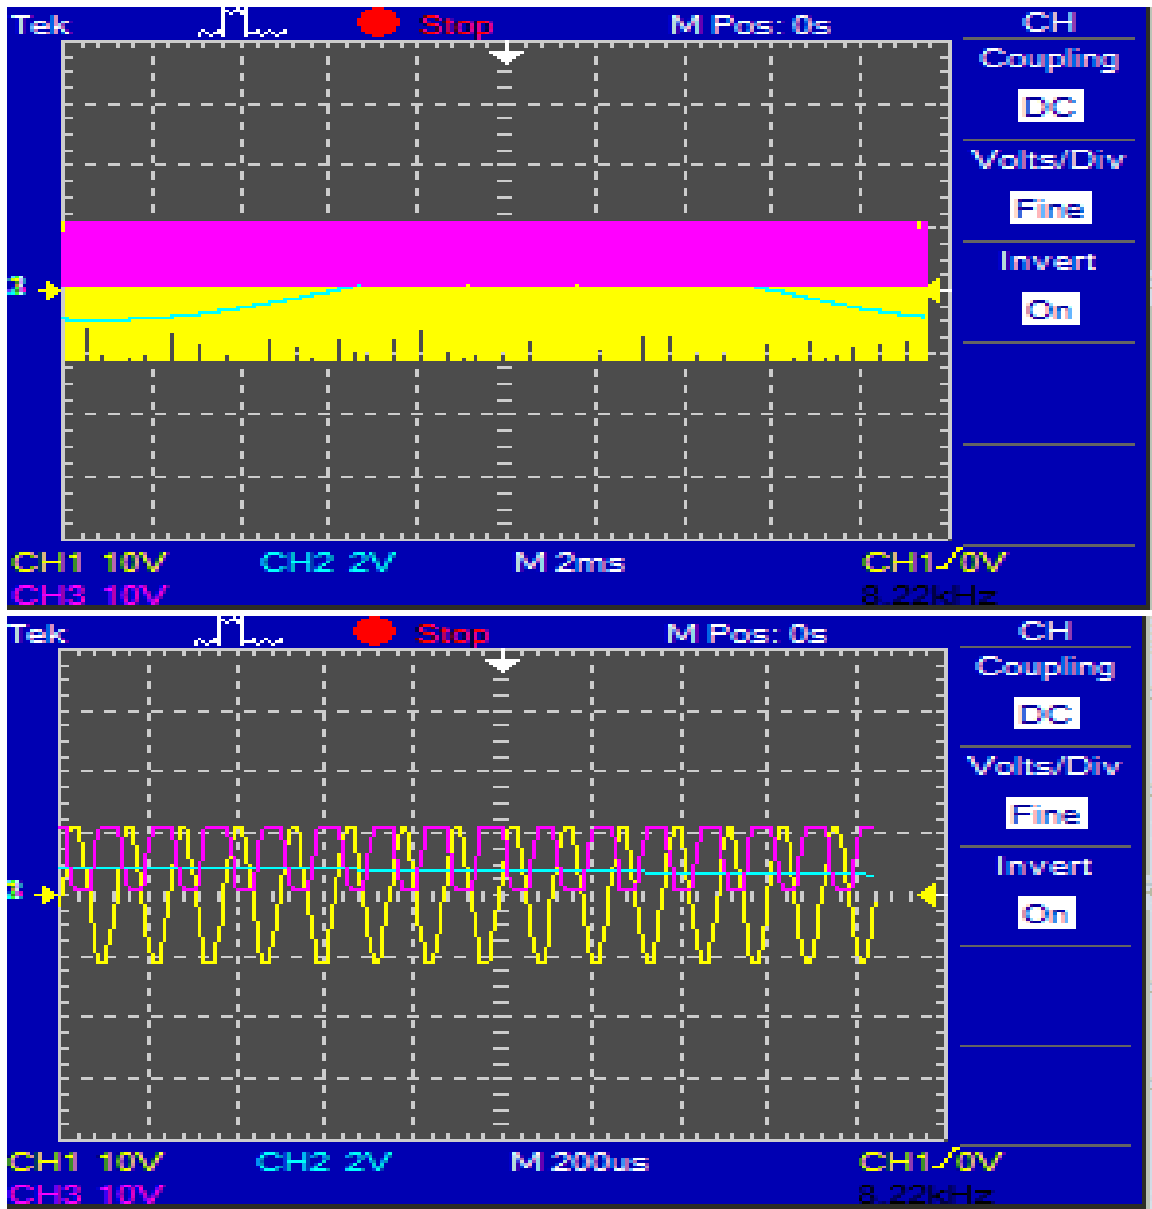 Tek Stop M Pos: 0s CH
Coupling
DC
Volts/Div
Fine
Invert
On
CH1 10V CH2 2V M 2ms CH1 0V
CH3 10V 8.22kHz
Tek Stop M Pos: 0s CH
Coupling
DC
Volts/Div
Fine
Invert
On
CH1 10V CH2 2V M 200us CH1 0V
CH3 10V 8.22kHz